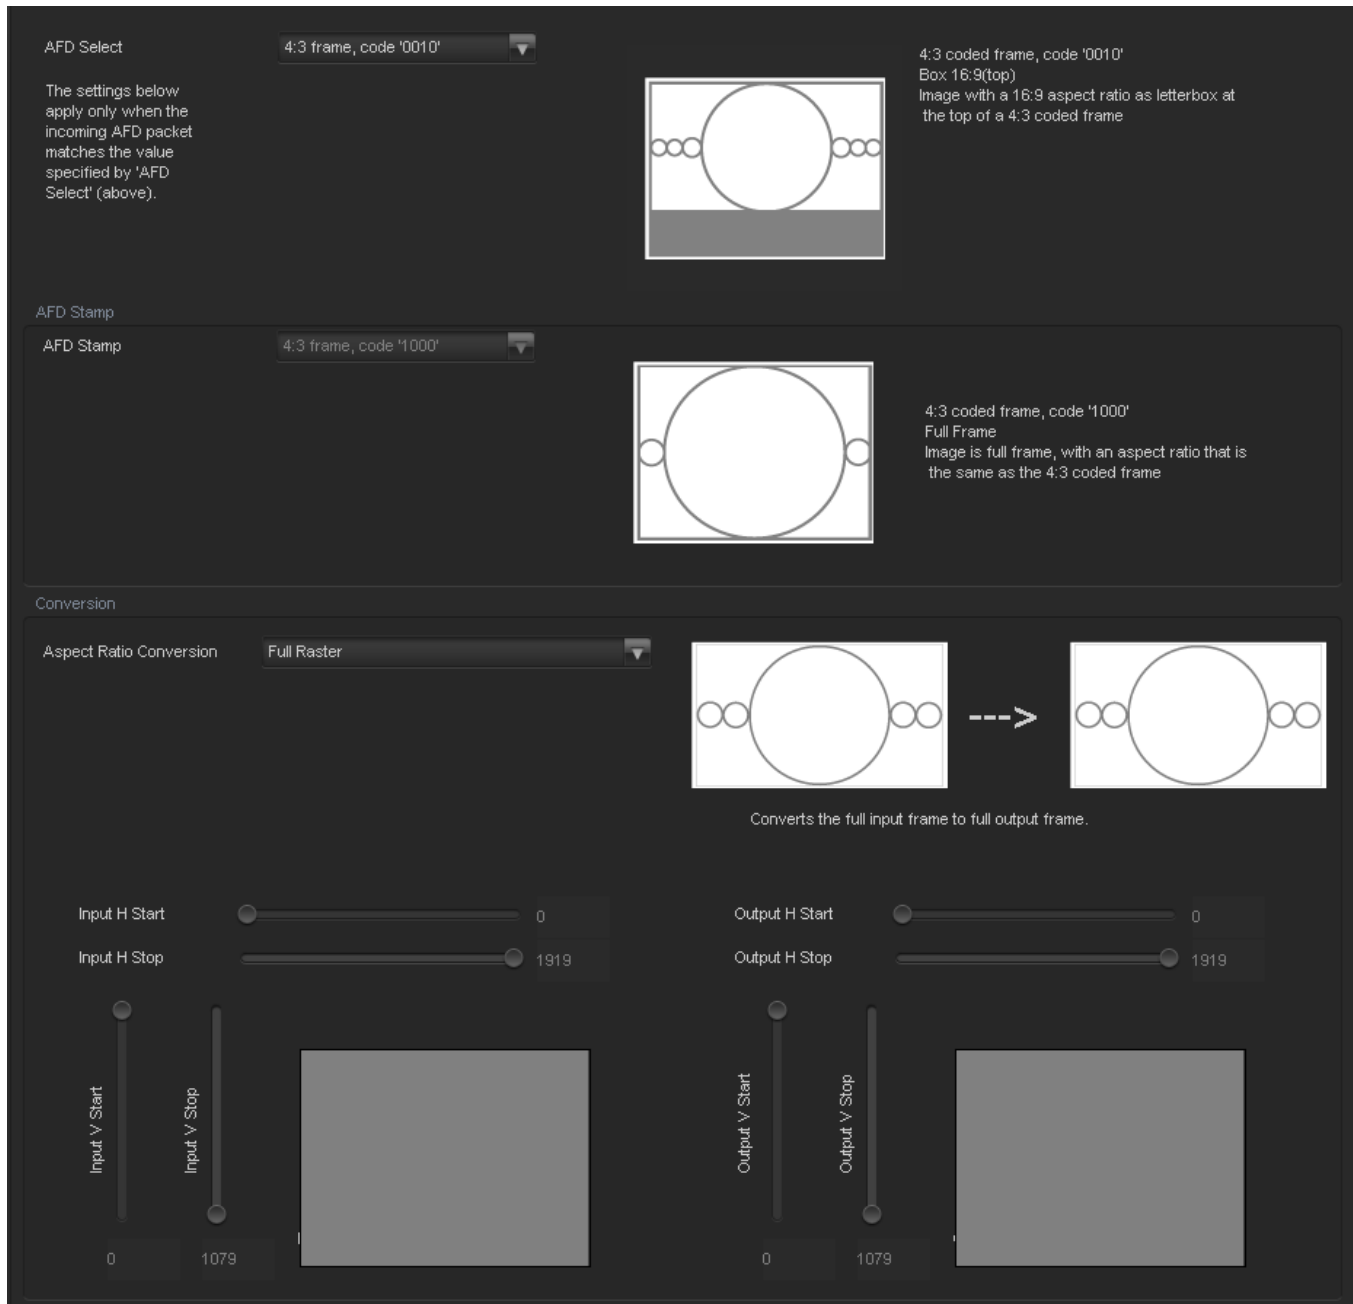 AFD Select
4:3 frame, code '0010'
The settings below
apply only when the
incoming AFD packet
matches the value
specified by 'AFD
Select' (above).
4:3 coded frame, code '0010'
Box 16:9(top)
Image with a 16:9 aspect ratio as letterbox at
the top of a 4:3 coded frame
AFD Stamp
AFD Stamp
4:3 frame, code '1000'
4:3 coded frame, code '1000'
Full Frame
Image is full frame, with an aspect ratio that is
the same as the 4:3 coded frame
Conversion
Aspect Ratio Conversion
Full Raster
--->
Converts the full input frame to full output frame.
Input H Start
0
Input H Stop
1919
Input V Start
Input V Stop
0
1079
Output H Start
0
Output H Stop
1919
Output V Start
Output V Stop
0
1079